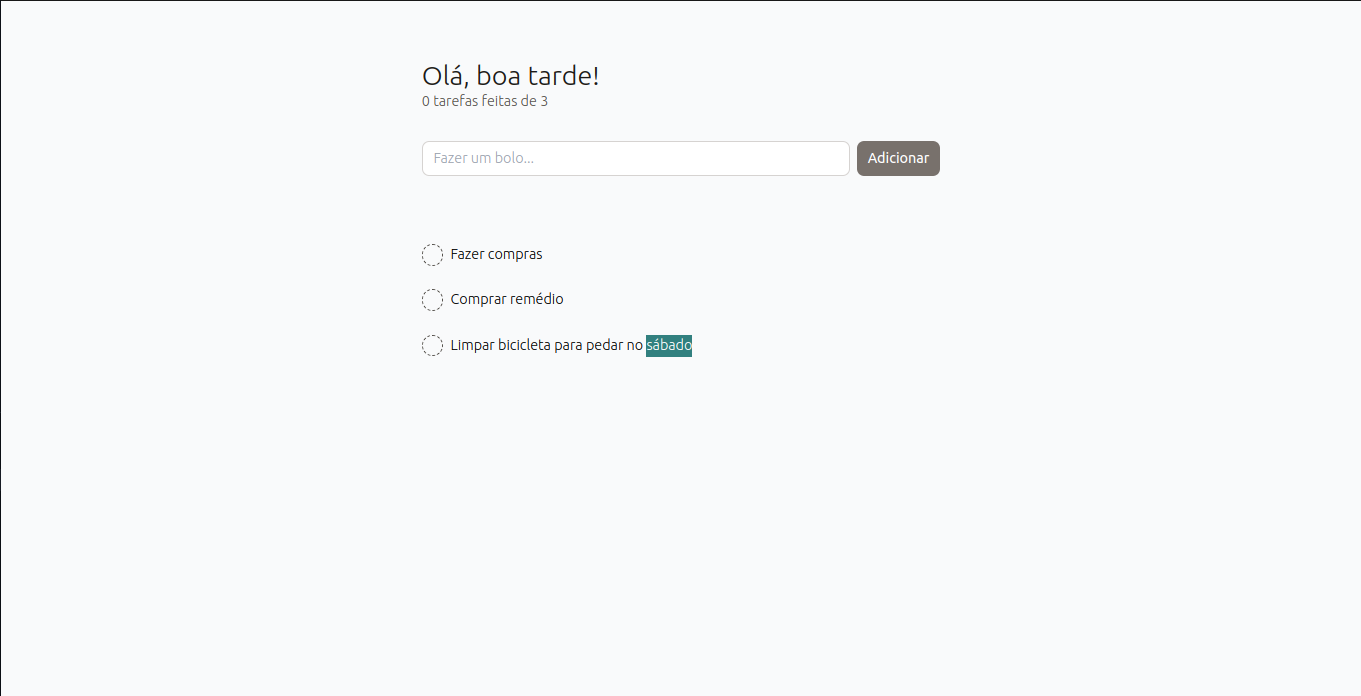 Olá, boa tarde!
0 tarefas feitas de 3
Fazer um bolo...
Adicionar
Fazer compras
Comprar remédio
Limpar bicicleta para pedar no sábado